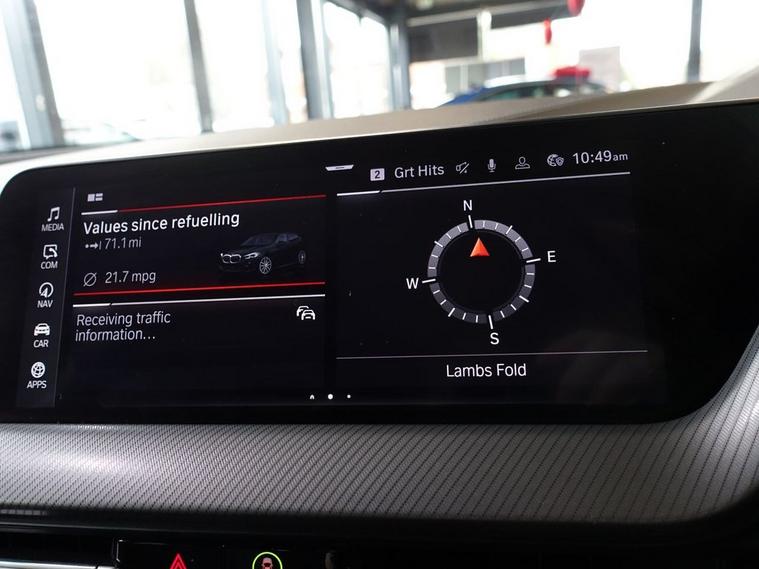 2 Grt Hits 10:49am
MEDIA
COM
NAV
CAR
APPS
Values since refuelling
71.1 mi
21.7 mpg
Receiving traffic
information...
N
E
W
S
Lambs Fold